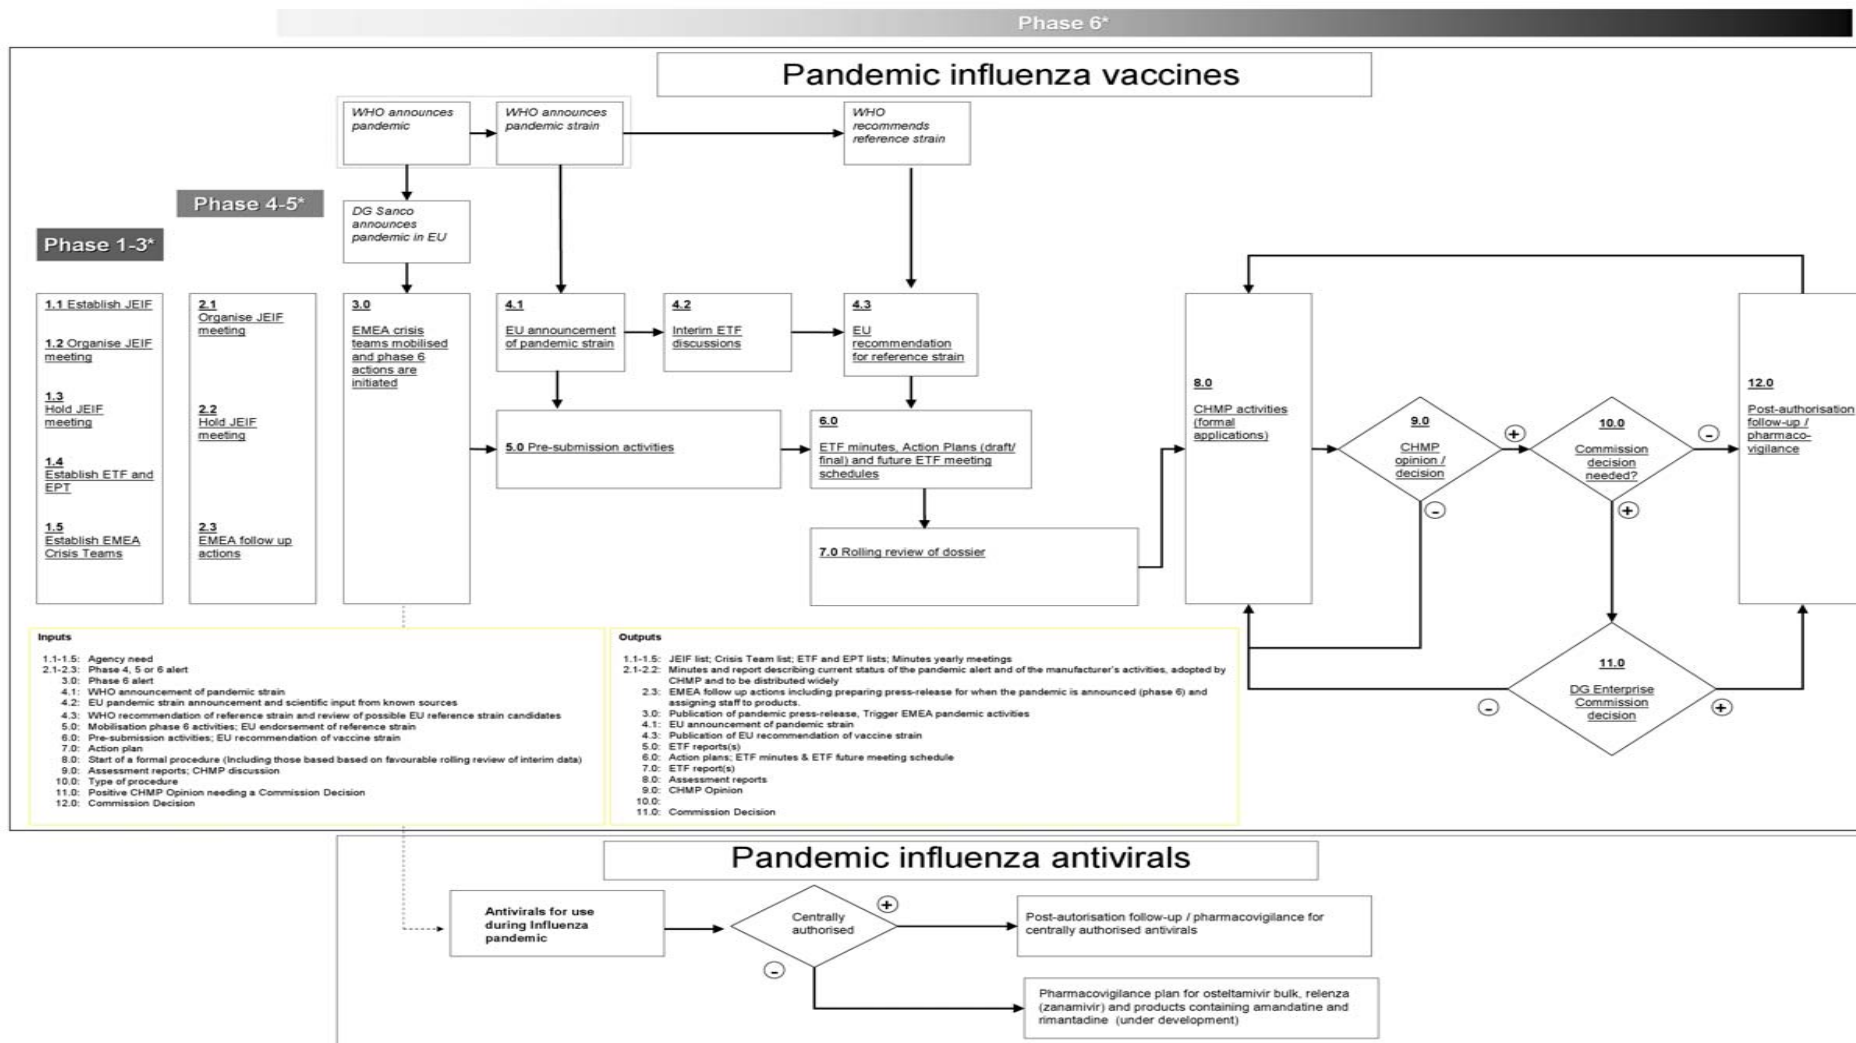 Phase 6*
Pandemic influenza vaccines
WHO announces
pandemic
WHO announces
pandemic strain
WHO
recommends
reference strain
Phase 4-5*
DG Sanco
announces
pandemic in EU
Phase 1-3*
1.1 Establish JEIF
1.2 Organise JEIF
meeting
1.3
Hold JEIF
meeting
1.4
Establish ETF and
EPT
1.5
Establish EMEA
Crisis Teams
2.1
Organise JEIF
meeting
2.2
Hold JEIF
meeting
2.3
EMEA follow up
actions
3.0
EMEA crisis
teams mobilised
and phase 6
actions are
initiated
4.1
EU announcement
of pandemic strain
4.2
Interim ETF
discussions
4.3
EU
recommendation
for reference strain
5.0 Pre-submission activities
6.0
ETF minutes, Action Plans (draft/
final) and future ETF meeting
schedules
7.0 Rolling review of dossier
8.0
CHMP activities
(formal
applications)
9.0
CHMP
opinion /
decision
+
-
10.0
Commission
decision
needed?
-
+
12.0
Post-authorisation
follow-up /
pharmaco-
vigilance
11.0
DG Enterprise
Commission
decision
-
+
Inputs
1.1-1.5: Agency need
2.1-2.3: Phase 4, 5 or 6 alert
3.0: Phase 6 alert
4.1: WHO announcement of pandemic strain
4.2: EU pandemic strain announcement and scientific input from known sources
4.3: WHO recommendation of reference strain and review of possible EU reference strain candidates
5.0: Mobilisation phase 6 activities; EU endorsement of reference strain
6.0: Pre-submission activities; EU recommendation of vaccine strain
7.0: Action plan
8.0: Start of a formal procedure (Including those based based on favourable rolling review of interim data)
9.0: Assessment reports; CHMP discussion
10.0: Type of procedure
11.0: Positive CHMP Opinion needing a Commission Decision
12.0: Commission Decision
Outputs
1.1-1.5: JEIF list; Crisis Team list; ETF and EPT lists; Minutes yearly meetings
2.1-2.2: Minutes and report describing current status of the pandemic alert and of the manufacturer's activities, adopted by
CHMP and to be distributed widely
2.3: EMEA follow up actions including preparing press-release for when the pandemic is announced (phase 6) and
assigning staff to products.
3.0: Publication of pandemic press-release, Trigger EMEA pandemic activities
4.1: EU announcement of pandemic strain
4.3: Publication of EU recommendation of vaccine strain
5.0: ETF reports(s)
6.0: Action plans; ETF minutes & ETF future meeting schedule
7.0: ETF report(s)
8.0: Assessment reports
9.0: CHMP Opinion
10.0:
11.0: Commission Decision
Pandemic influenza antivirals
Antivirals for use
during Influenza
pandemic
Centrally
authorised
+
-
Post-autorisation follow-up / pharmacovigilance for
centrally authorised antivirals
Pharmacovigilance plan for osteltamivir bulk, relenza
(zanamivir) and products containing amandatine and
rimantadine (under development)